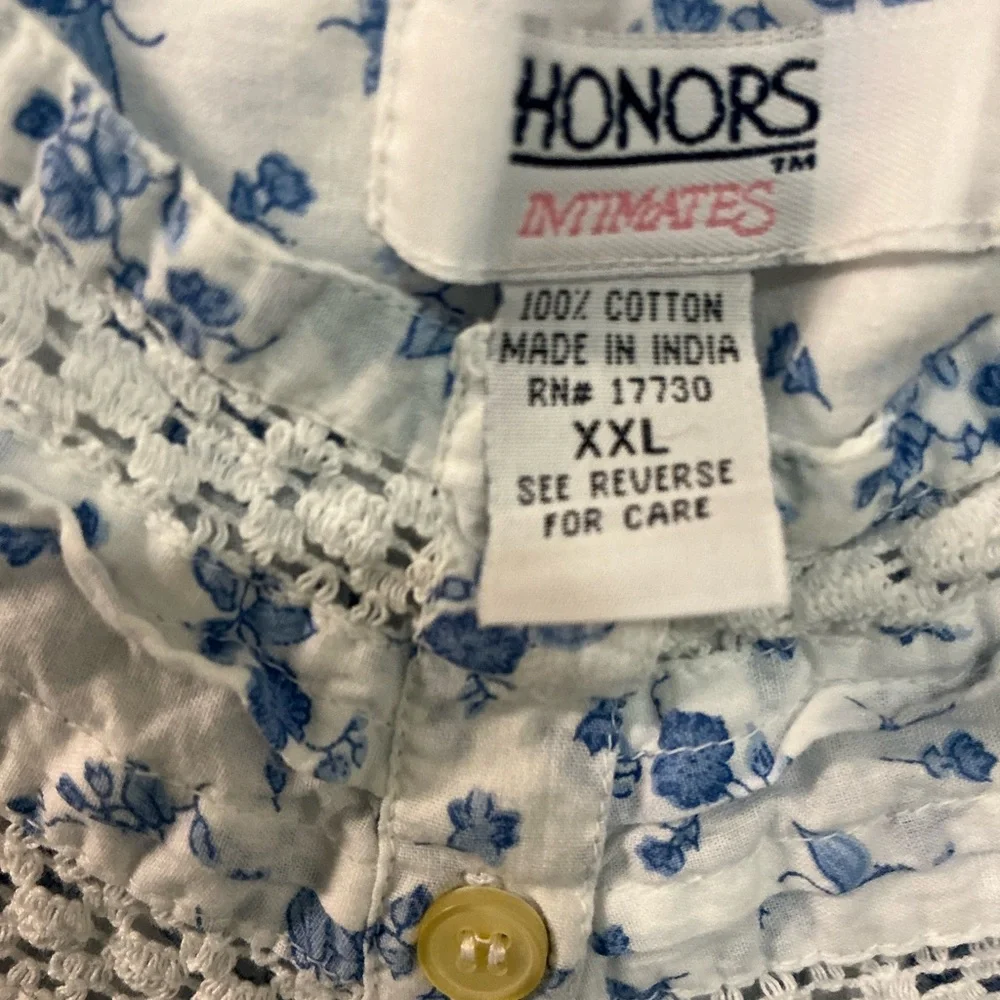 HONORS
TM
INTIMATES
100% COTTON
MADE IN INDIA
RN# 17730
XXL
SEE REVERSE
FOR CARE